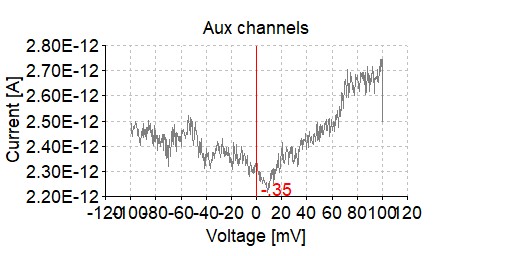 Aux channels
2.80E-12
2.70E-12
2.60E-12
2.50E-12
2.40E-12
2.30E-12
2.20E-12
Current [A]
-.35
-120-100-80 -60-40-20 0 20 40 60 80 100 120
Voltage [mV]